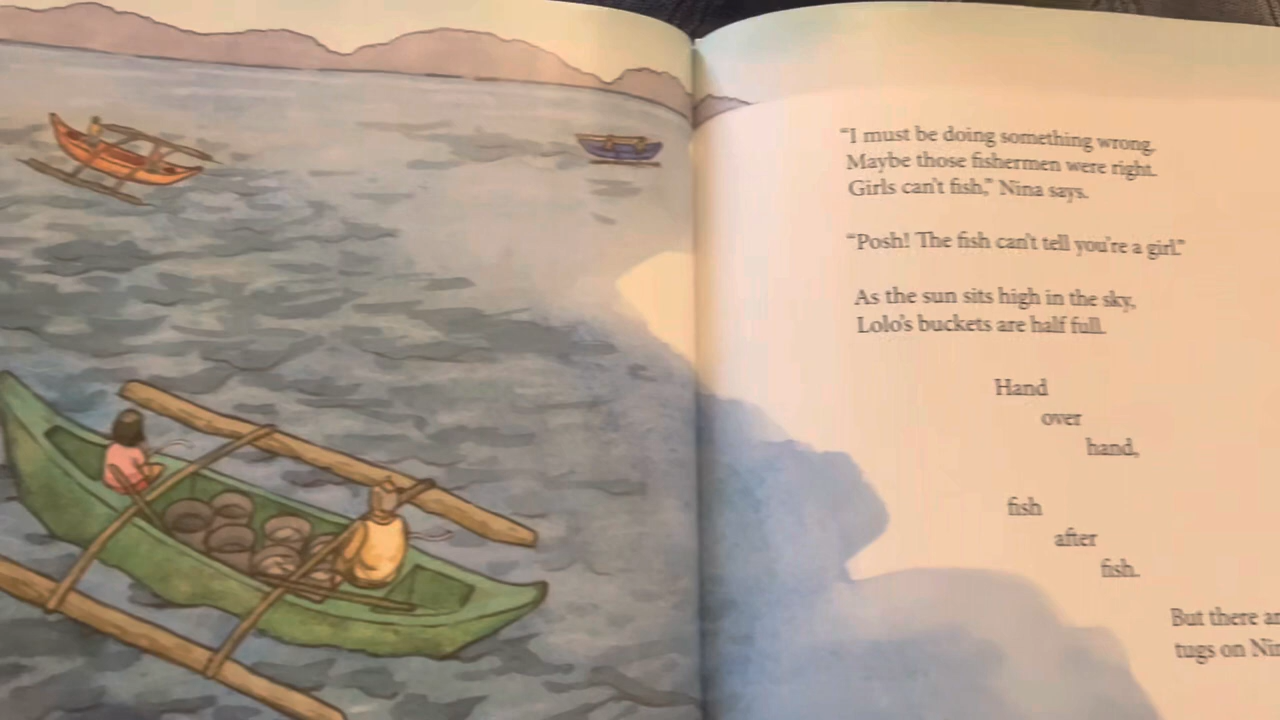 “I must be doing something wrong.
Maybe those fishermen were right.
Girls can’t fish,” Nina says.
“Posh! The fish can’t tell you’re a girl.”
As the sun sits high in the sky,
Lolo’s buckets are half full.
Hand
over
hand,
fish
after
fish.
But there
tugs on